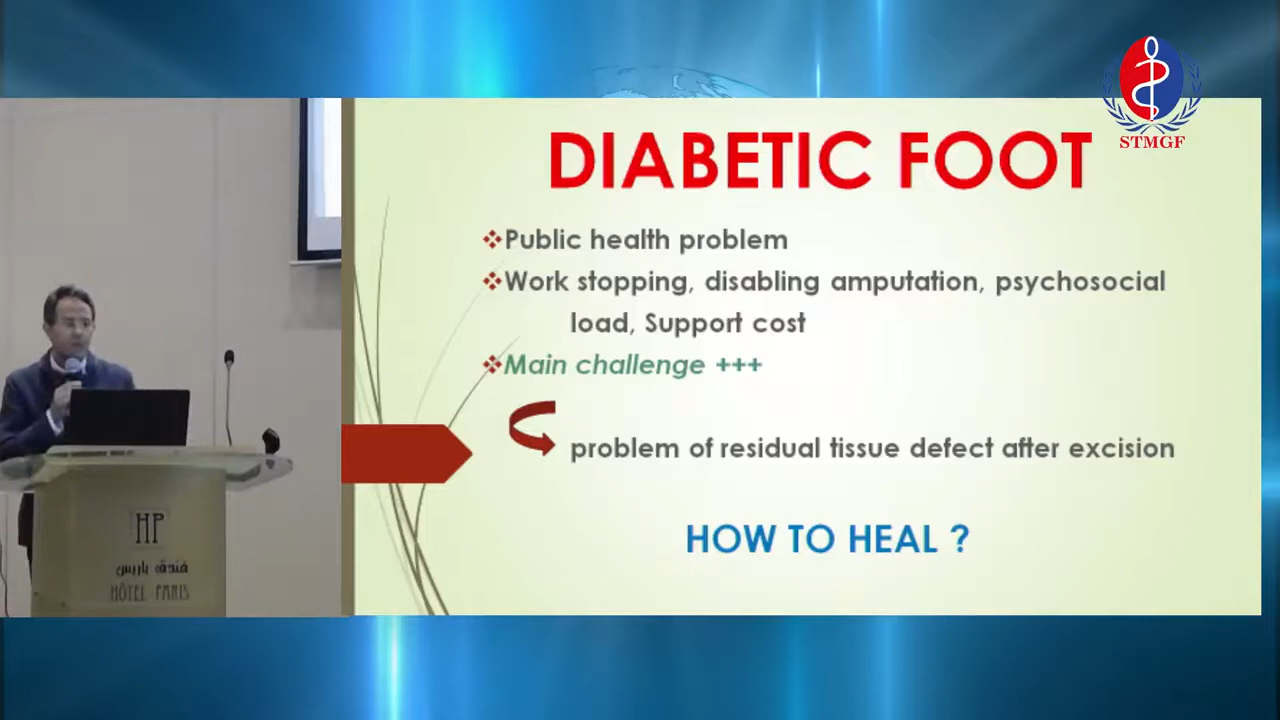 STMGF
DIABETIC FOOT
Public health problem
Work stopping, disabling amputation, psychosocial
load, Support cost
Main challenge +++
problem of residual tissue defect after excision
HOW TO HEAL ?
HP
فندق باريس
HÔTEL PARIS